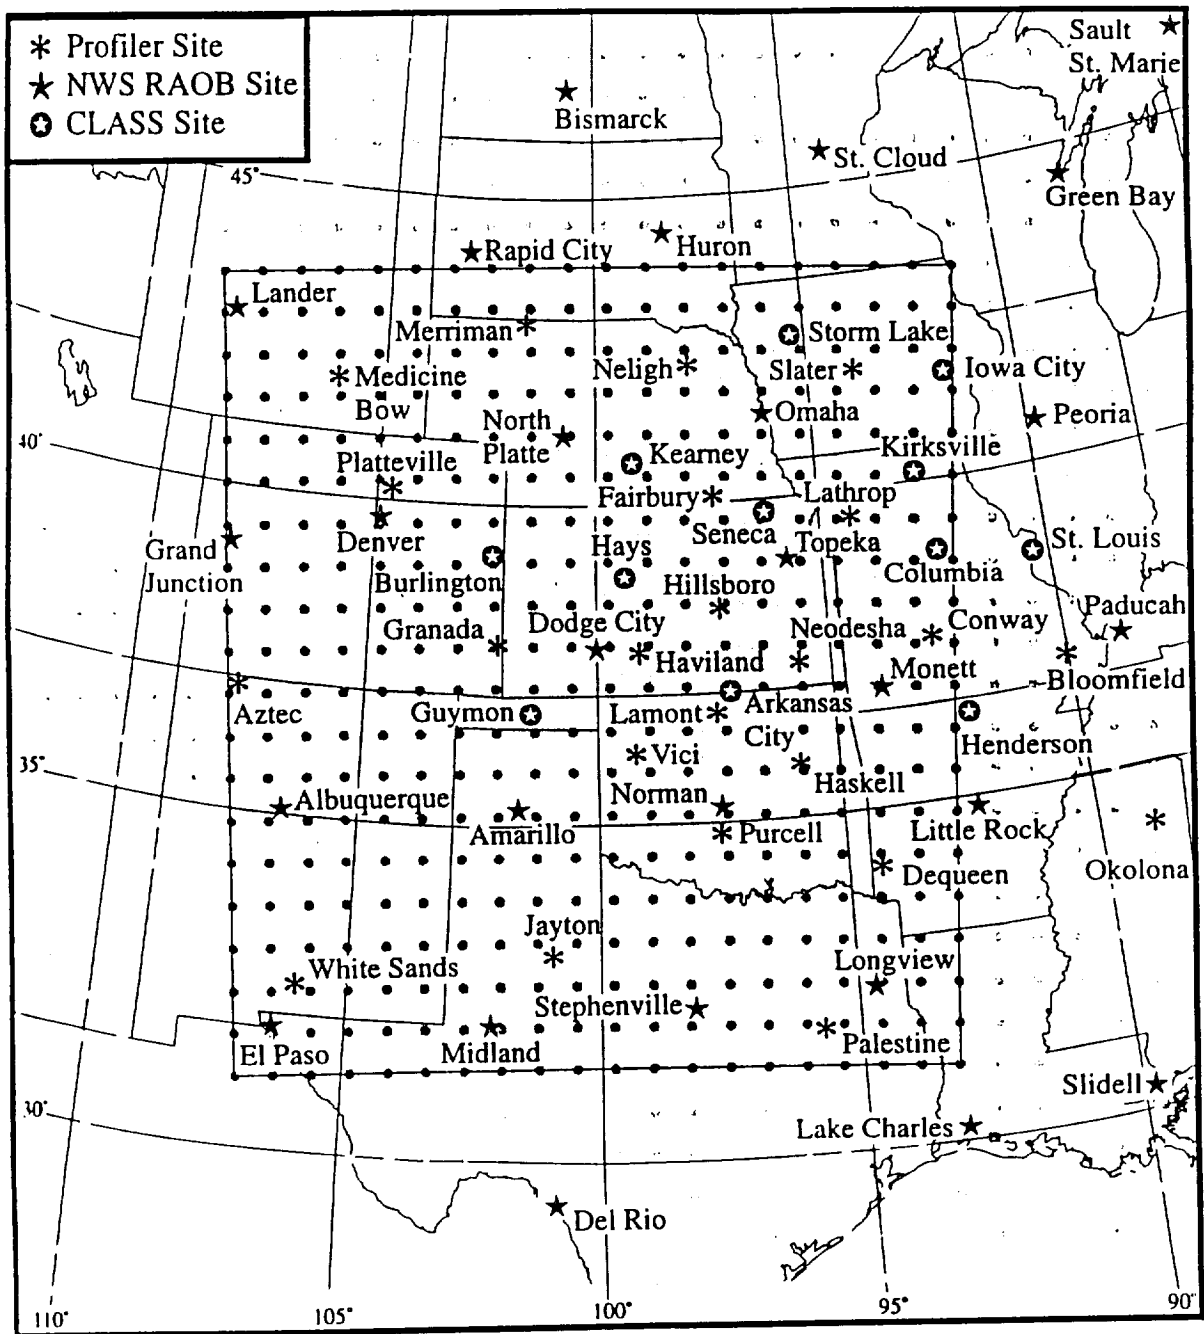 Profiler Site
NWS RAOB Site
CLASS Site
Sault
St. Marie
Bismarck
St. Cloud
45°
Green Bay
Rapid City
Huron
Lander
Merriman
Storm Lake
Neligh
Slater
Iowa City
Medicine
Bow
Omaha
Peoria
North
Platte
40°
Kearney
Kirksville
Platteville
Fairbury
Lathrop
Denver
Seneca
Topeka
St. Louis
Grand
Junction
Hays
Burlington
Columbia
Hillsboro
Paducah
Granada
Dodge City
Neodesha
Conway
Haviland
Monett
Bloomfield
Aztec
Guymon
Lamont
Arkansas
City
Henderson
Vici
35°
Haskell
Albuquerque
Norman
Amarillo
Purcell
Little Rock
Dequeen
Okolona
Jayton
White Sands
Longview
Stephenville
El Paso
Midland
Palestine
Slidell
30°
Lake Charles
Del Rio
110°
105°
100°
95°
90°